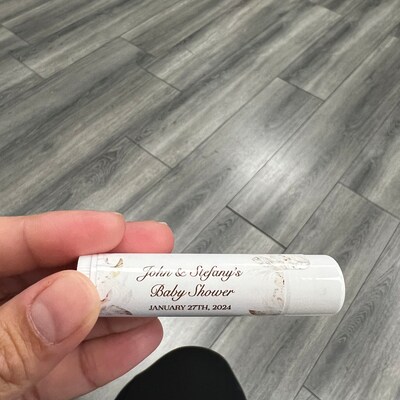 John & Stefany's
Baby Shower
JANUARY 27TH, 2024